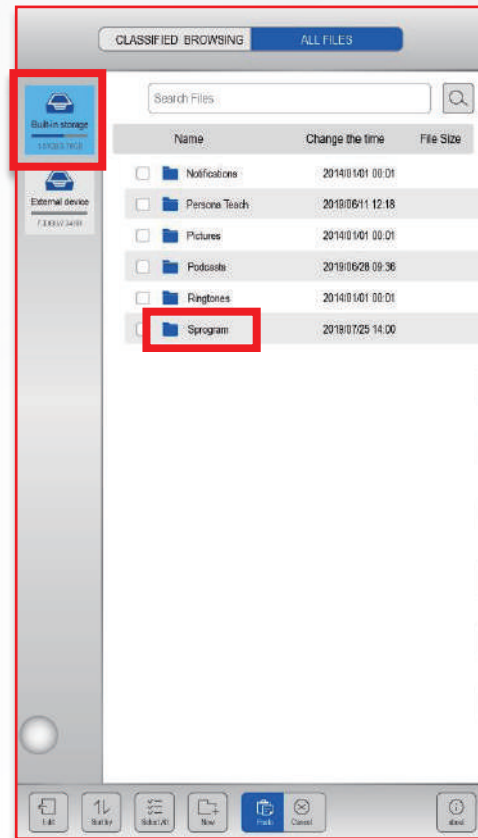 CLASSIFIED BROWSING ALL FILES
Built-in storage
Search Files
Name Change the time File Size
Notifications 2014/01/01 00:01
External device
Persona Teach 2019/06/11 12:18
Pictures 2014/01/01 00:01
Podcasts 2019/06/28 09:36
Ringtones 2014/01/01 00:01
Sprogram 2019/07/25 14:00
Sort by Select All New Cancel